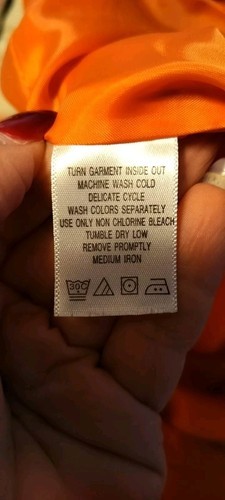 TURN GARMENT INSIDE OUT
MACHINE WASH COLD
DELICATE CYCLE
WASH COLORS SEPARATELY
USE ONLY NON CHLORINE BLEACH
TUMBLE DRY LOW
REMOVE PROMPTLY
MEDIUM IRON
30C